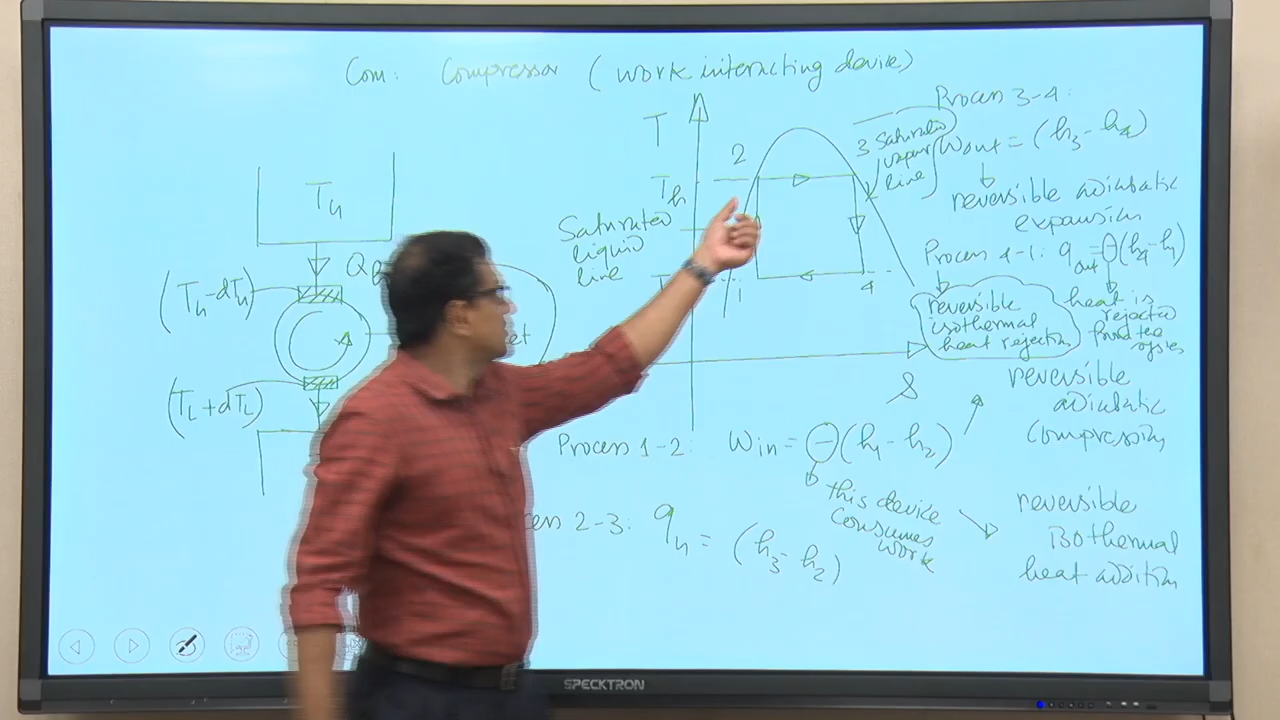 Com: Compressor (work interacting device)
T
Th
2
3
1
4
S
Saturated
liquid
line
saturated
vapor
line
TH
Q
(TH-dTH)
(TL+dTL)
Process 3-4:
Wout = (h3-h4)
reversible adiabatic
expansion
Process 4-1: qout = -(h4-h1)
heat is
rejected
from the
system
reversible
isothermal
heat rejection
Process 1-2: Win = -(h1-h2)
this device
consumes
work
reversible
adiabatic
compression
2-3: qH = (h3-h2)
reversible
isothermal
heat addition
SPECKTRON